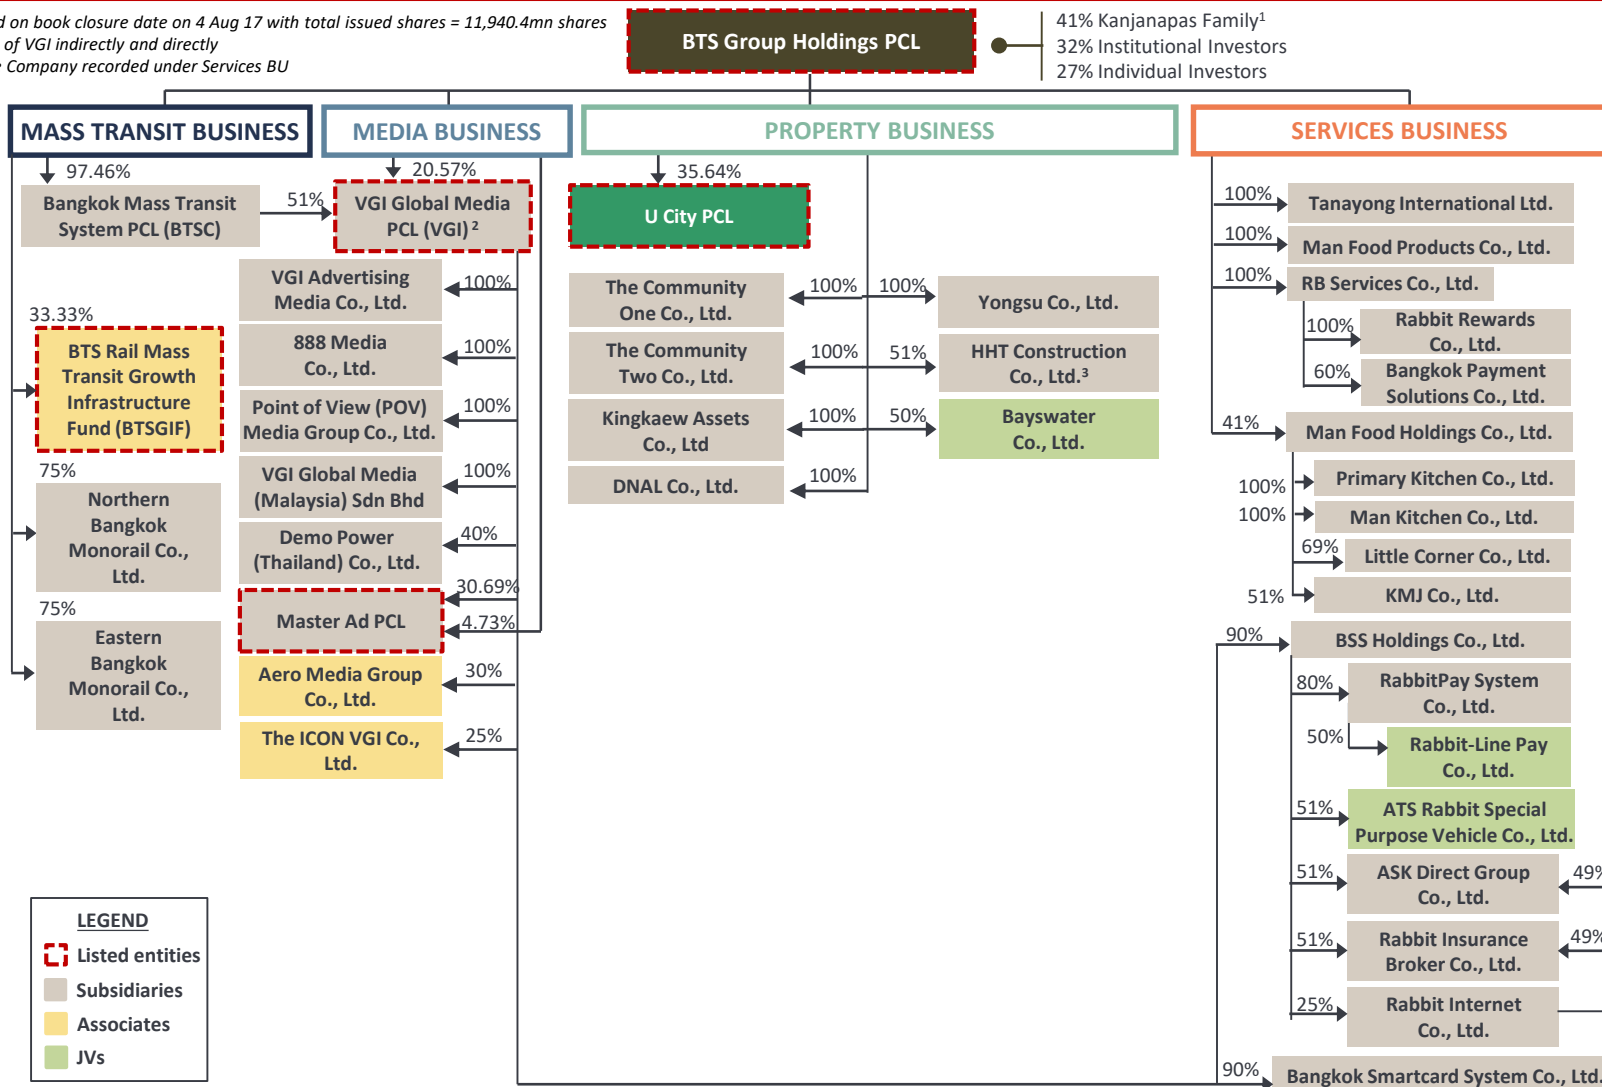 d on book closure date on 4 Aug 17 with total issued shares = 11,940.4mn shares
of VGI indirectly and directly
Company recorded under Services BU
BTS Group Holdings PCL
41% Kanjanapas Family1
32% Institutional Investors
27% Individual Investors
MASS TRANSIT BUSINESS
MEDIA BUSINESS
PROPERTY BUSINESS
SERVICES BUSINESS
97.46%
Bangkok Mass Transit
System PCL (BTSC)
51%
33.33%
BTS Rail Mass
Transit Growth
Infrastructure
Fund (BTSGIF)
75%
Northern
Bangkok
Monorail Co.,
Ltd.
75%
Eastern
Bangkok
Monorail Co.,
Ltd.
20.57%
VGI Global Media
PCL (VGI) 2
VGI Advertising
Media Co., Ltd.
100%
888 Media
Co., Ltd.
100%
Point of View (POV)
Media Group Co., Ltd.
100%
VGI Global Media
(Malaysia) Sdn Bhd
100%
Demo Power
(Thailand) Co., Ltd.
40%
Master Ad PCL
30.69%
4.73%
Aero Media Group
Co., Ltd.
30%
The ICON VGI Co.,
Ltd.
25%
35.64%
U City PCL
The Community
One Co., Ltd.
100%
100%
Yongsu Co., Ltd.
The Community
Two Co., Ltd.
100%
51%
HHT Construction
Co., Ltd.3
Kingkaew Assets
Co., Ltd
100%
50%
Bayswater
Co., Ltd.
DNAL Co., Ltd.
100%
100%
Tanayong International Ltd.
100%
Man Food Products Co., Ltd.
100%
RB Services Co., Ltd.
100%
Rabbit Rewards
Co., Ltd.
60%
Bangkok Payment
Solutions Co., Ltd.
41%
Man Food Holdings Co., Ltd.
100%
Primary Kitchen Co., Ltd.
100%
Man Kitchen Co., Ltd.
69%
Little Corner Co., Ltd.
51%
KMJ Co., Ltd.
90%
BSS Holdings Co., Ltd.
80%
RabbitPay System
Co., Ltd.
50%
Rabbit-Line Pay
Co., Ltd.
51%
ATS Rabbit Special
Purpose Vehicle Co., Ltd.
51%
ASK Direct Group
Co., Ltd.
49%
51%
Rabbit Insurance
Broker Co., Ltd.
49%
25%
Rabbit Internet
Co., Ltd.
90%
Bangkok Smartcard System Co., Ltd.
LEGEND
Listed entities
Subsidiaries
Associates
JVs